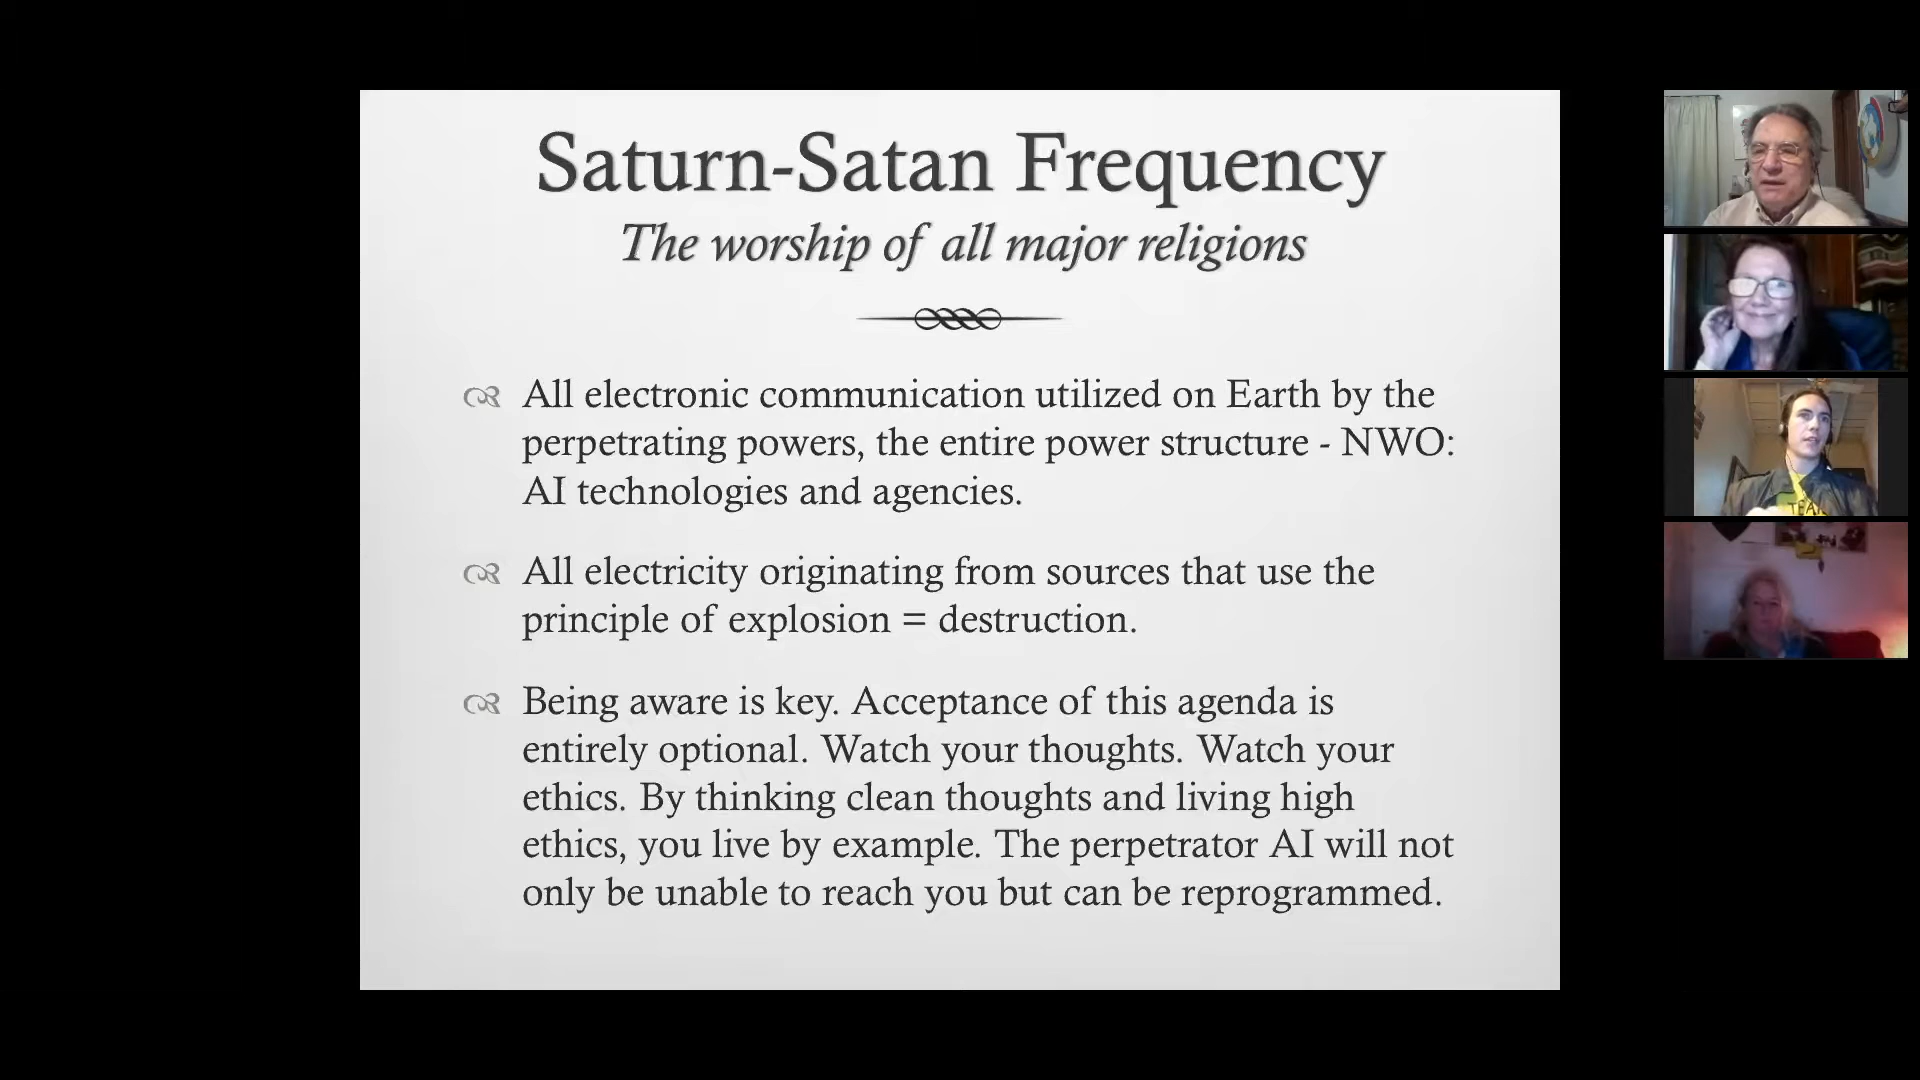 Saturn-Satan Frequency
The worship of all major religions
All electronic communication utilized on Earth by the
perpetrating powers, the entire power structure - NWO:
AI technologies and agencies.
All electricity originating from sources that use the
principle of explosion = destruction.
Being aware is key. Acceptance of this agenda is
entirely optional. Watch your thoughts. Watch your
ethics. By thinking clean thoughts and living high
ethics, you live by example. The perpetrator AI will not
only be unable to reach you but can be reprogrammed.